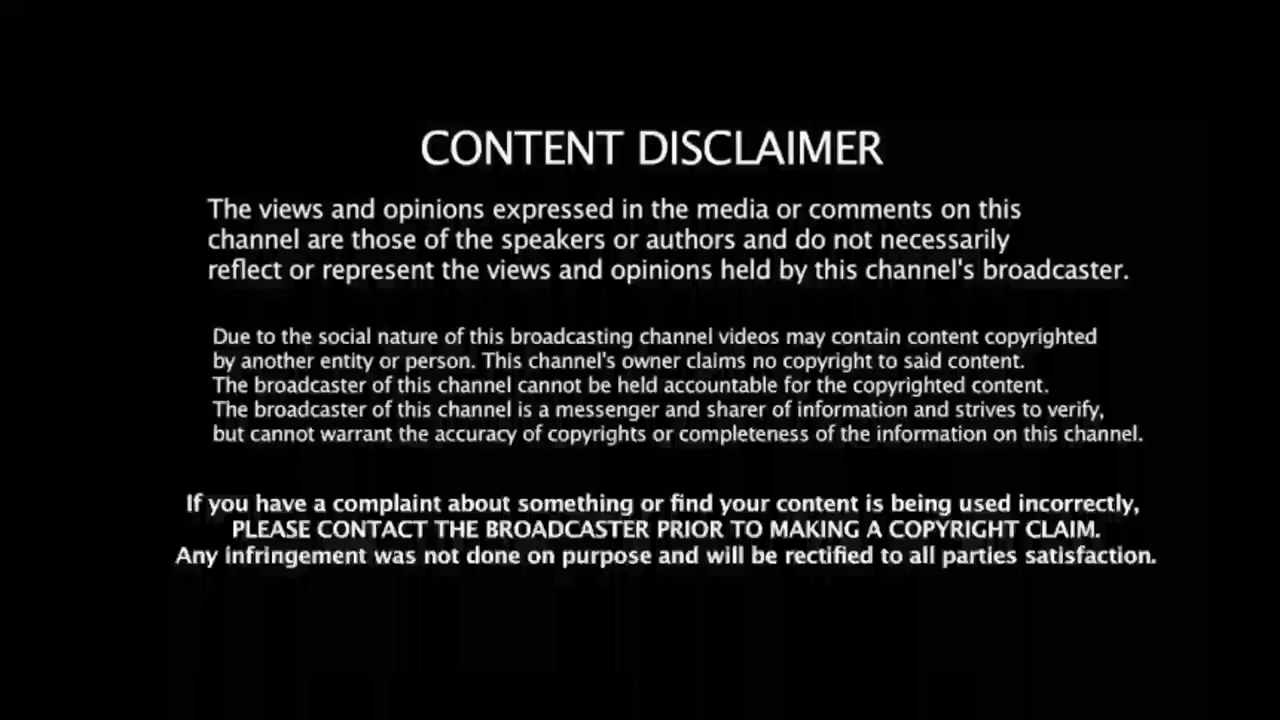 CONTENT DISCLAIMER
The views and opinions expressed in the media or comments on this
channel are those of the speakers or authors and do not necessarily
reflect or represent the views and opinions held by this channel's broadcaster.
Due to the social nature of this broadcasting channel videos may contain content copyrighted
by another entity or person. This channel's owner claims no copyright to said content.
The broadcaster of this channel cannot be held accountable for the copyrighted content.
The broadcaster of this channel is a messenger and sharer of information and strives to verify,
but cannot warrant the accuracy of copyrights or completeness of the information on this channel.
If you have a complaint about something or find your content is being used incorrectly,
PLEASE CONTACT THE BROADCASTER PRIOR TO MAKING A COPYRIGHT CLAIM.
Any infringement was not done on purpose and will be rectified to all parties satisfaction.